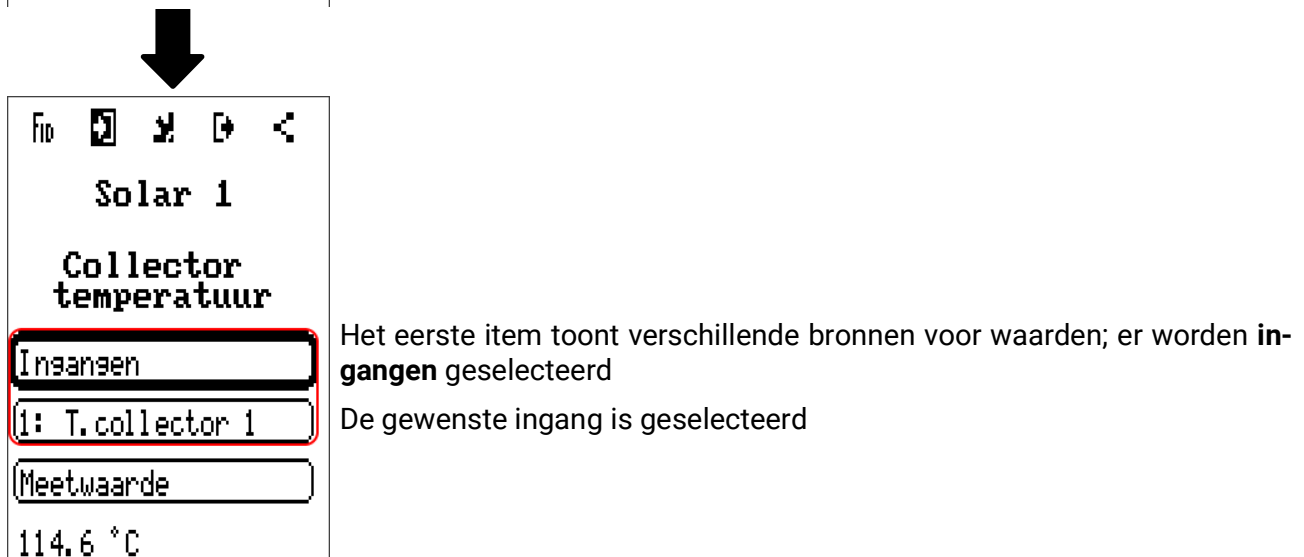 FID
Solar 1
Collector
temperatuur
Ingangen
1: T.collector 1
Meetwaarde
114.6 °C
Het eerste item toont verschillende bronnen voor waarden; er worden in-
gangen geselecteerd
De gewenste ingang is geselecteerd